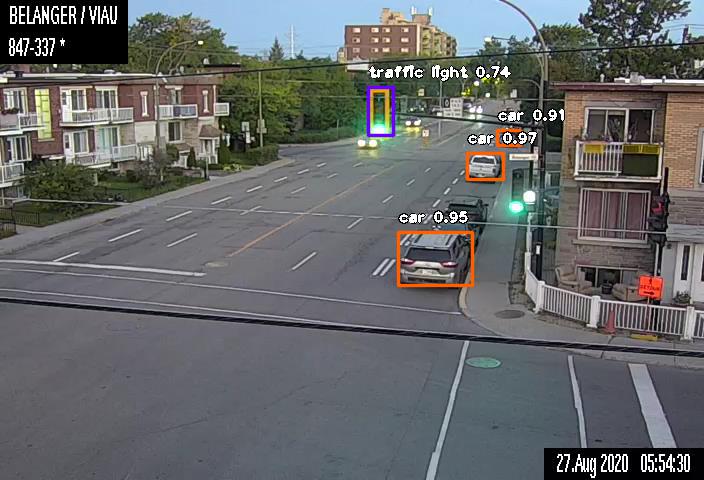 BELANGER / VIAU
847-337 *
traffic light 0.74
car 0.91
car 0.97
car 0.95
27.Aug 2020 05:54:30